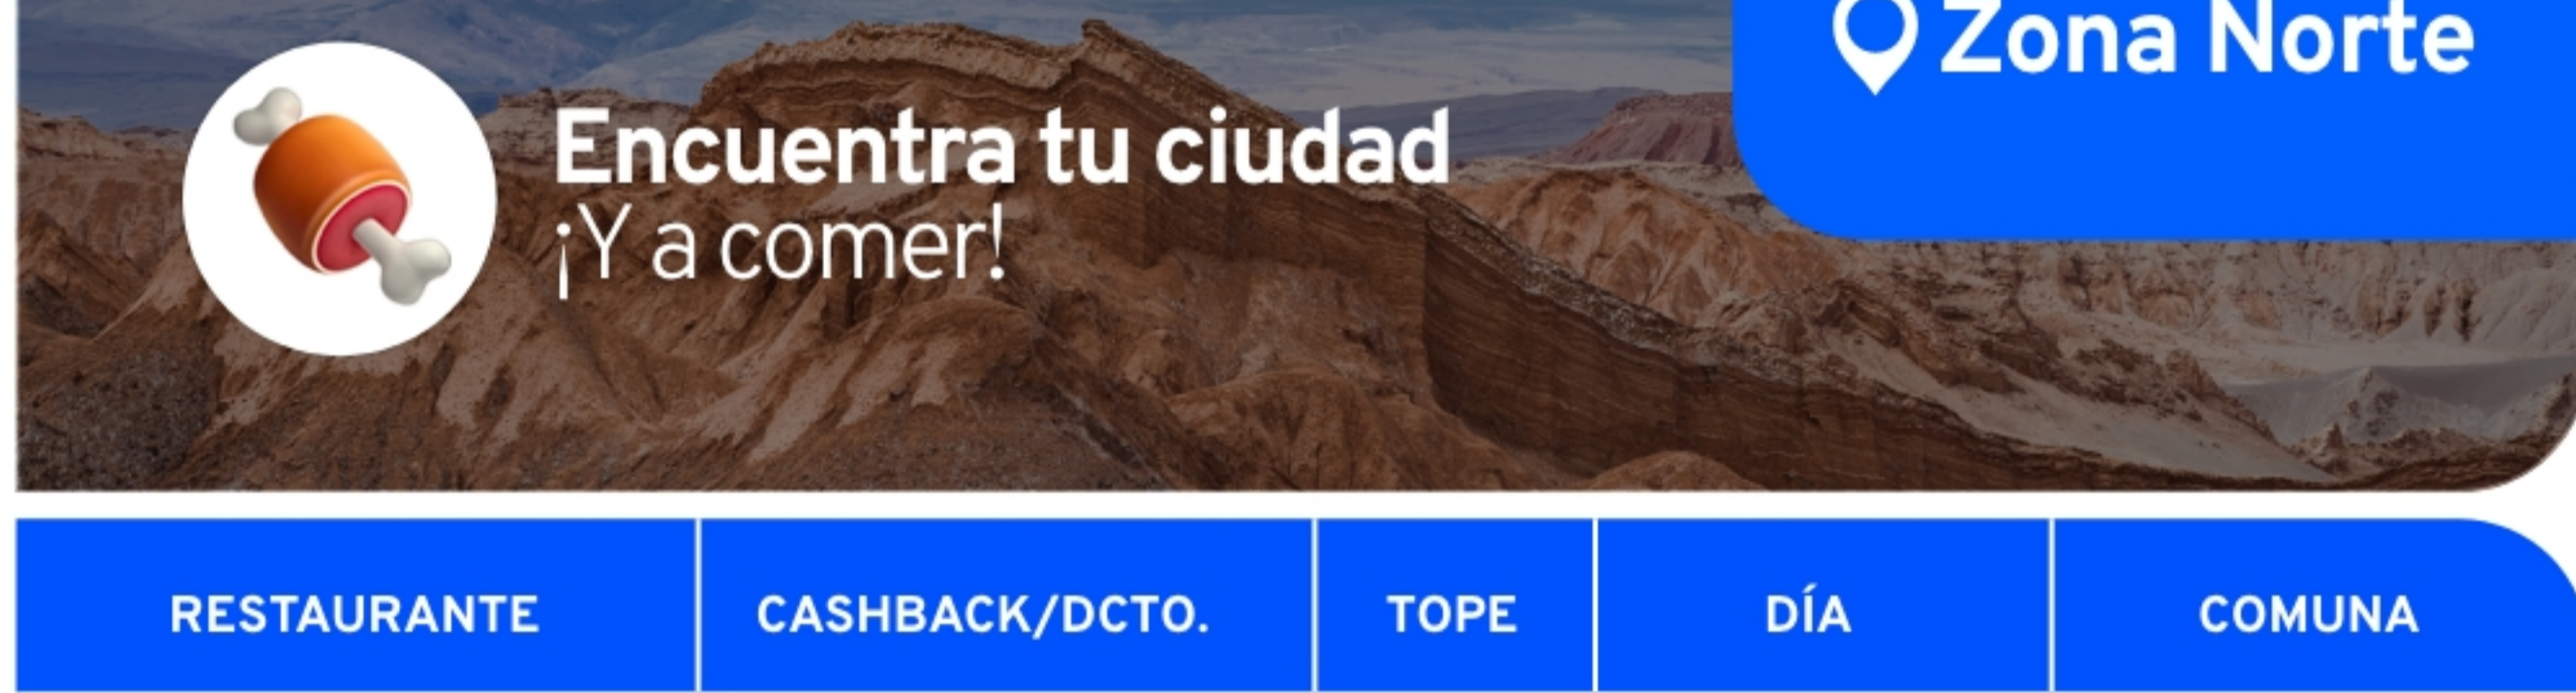 Zona Norte
Encuentra tu ciudad
¡Y a comer!
RESTAURANTE CASHBACK/DCTO. TOPE DÍA COMUNA